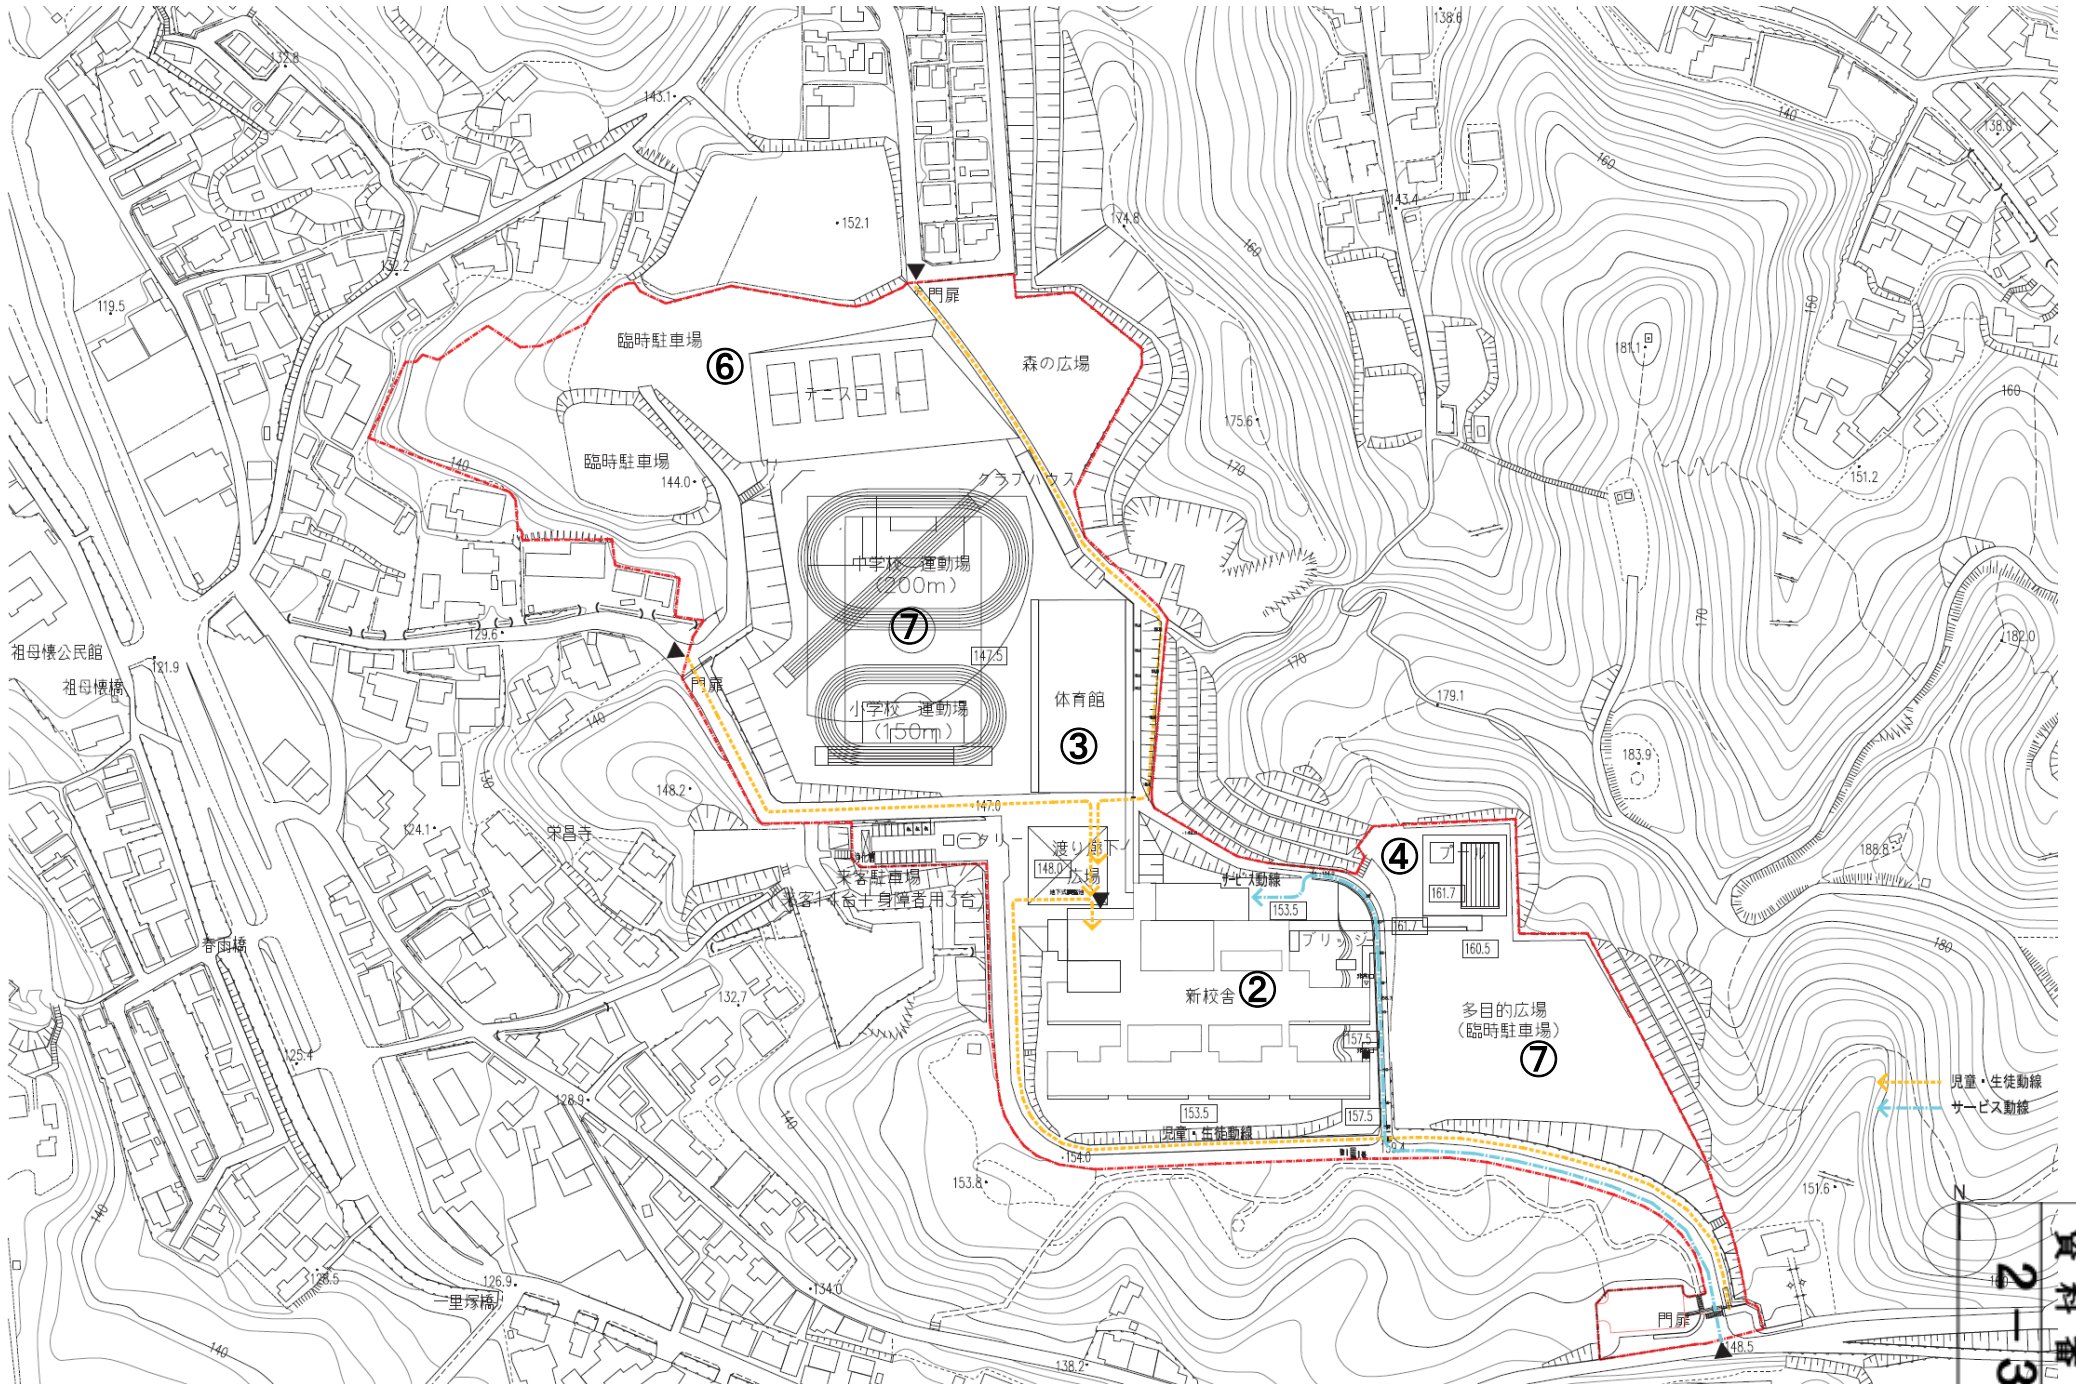 138.6
132.8
143.1
140
138.0
160
143.4
174.8
152.1
160
132.2
150
119.5
門扉
臨時駐車場
⑥
森の広場
181.1
テニスコート
160
175.6
臨時駐車場
140
144.0
170
151.2
クラブハウス
中学校 運動場
(200m)
⑦
170
129.6
147.5
182.0
祖母懐公民館
121.9
170
祖母懐橋
門扉
体育館
179.1
小学校 運動場
(150m)
140
③
183.9
130
148.2
147.0
124.1
栄昌寺
渡り廊下
④
プール
188.8
148.0
広場
来客駐車場
(来客14台+身障者用3台)
サービス動線
161.7
153.5
161.7
春雨橋
ブリッジ
160.5
180
新校舎
②
132.7
多目的広場
(臨時駐車場)
157.5
⑦
125.4
児童・生徒動線
サービス動線
128.9
140
153.5
157.5
児童・生徒動線
154.0
153.8
151.6
N
140
資料番
2-3
128.5
126.9
134.0
一里塚橋
門扉
148.5
140
138.2